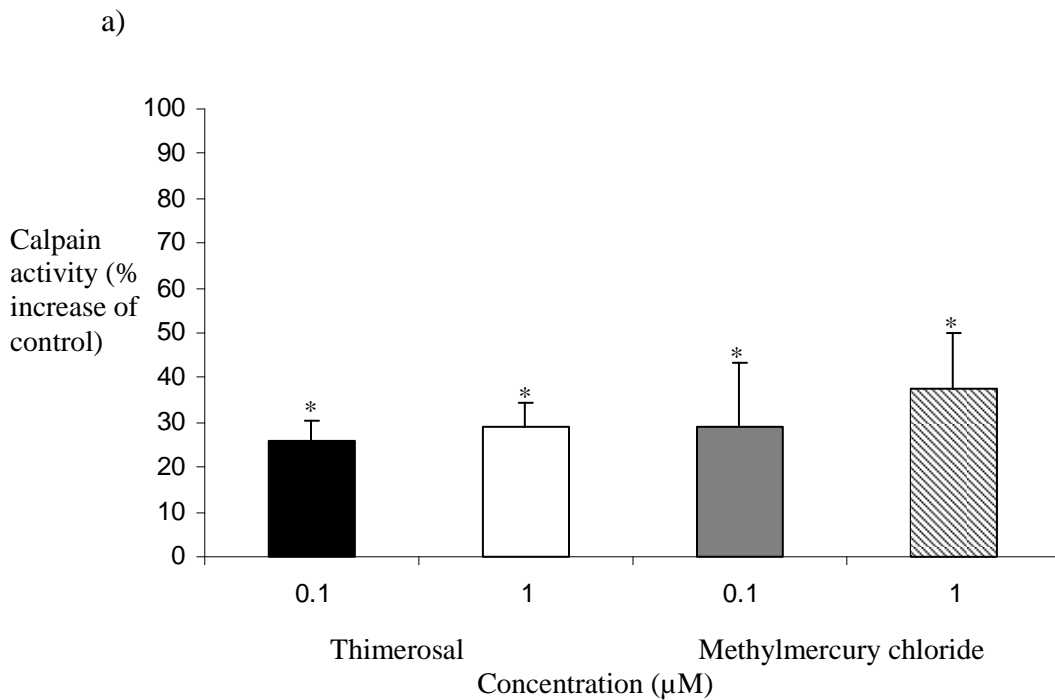 a)
100
90
80
70
60
50
40
30
20
10
0
Calpain
activity (%
increase of
control)
*
*
*
*
0.1
1
0.1
1
Thimerosal
Methylmercury chloride
Concentration (µM)